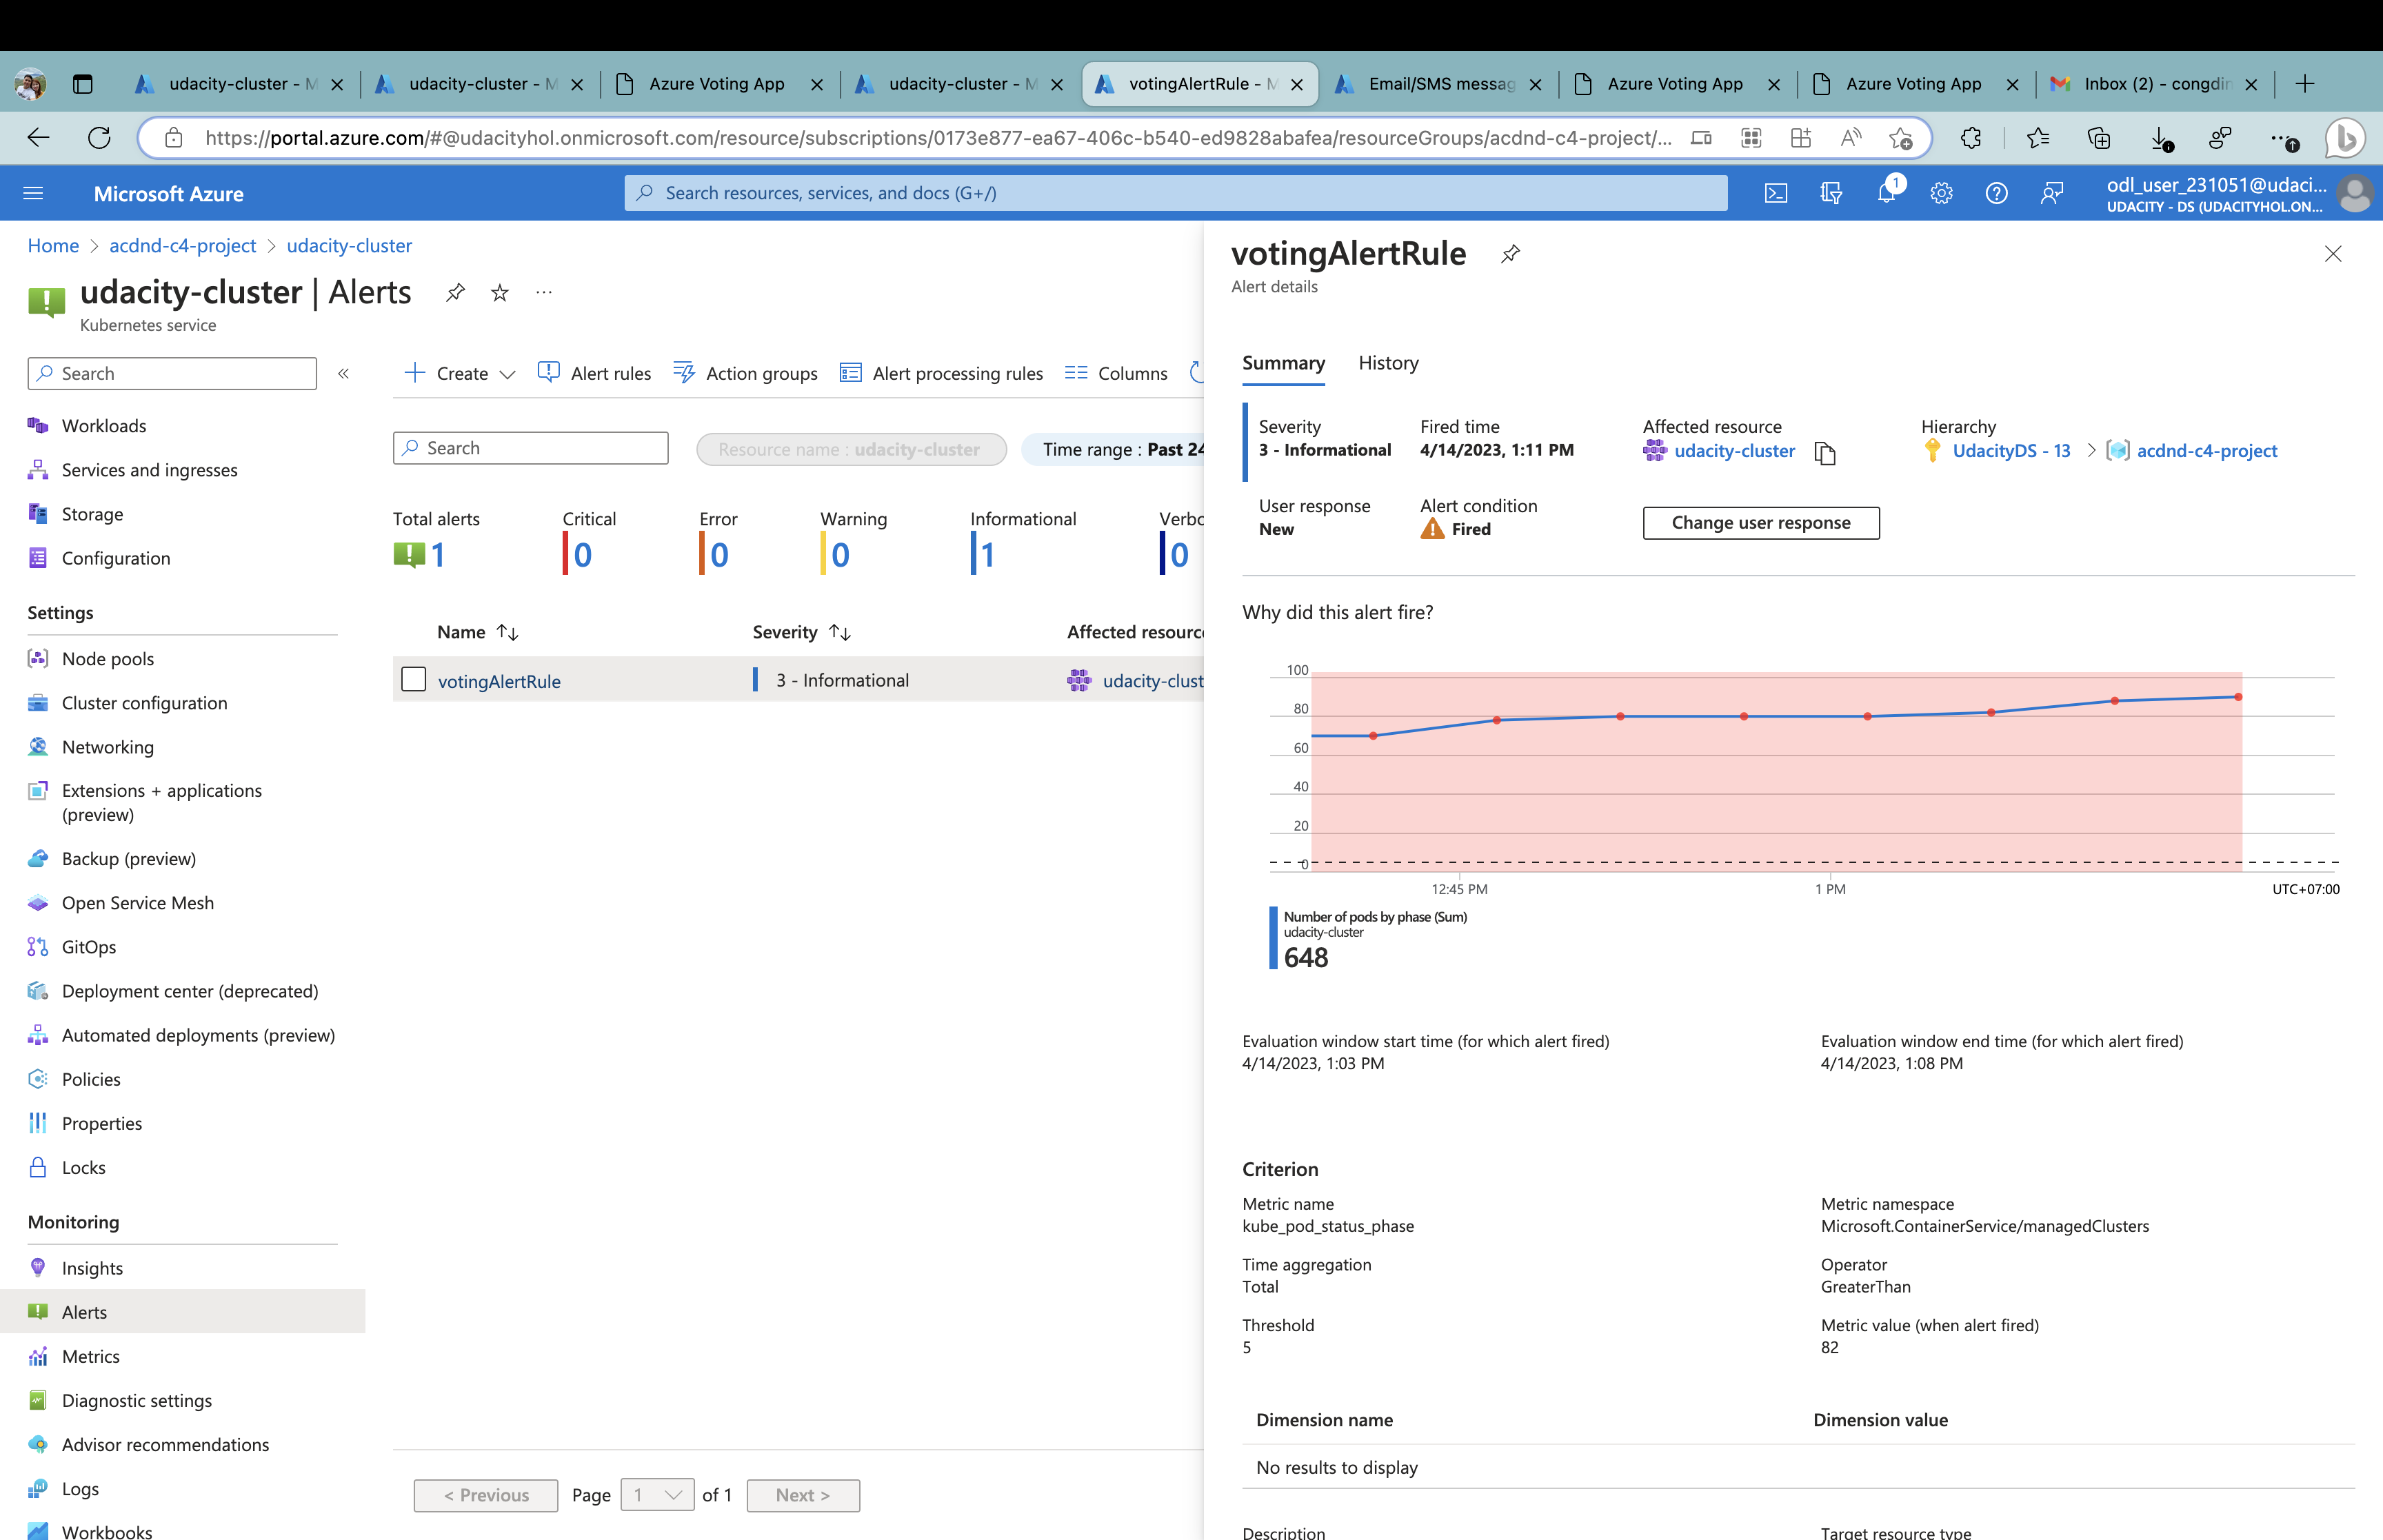 udacity-cluster - M
udacity-cluster - M
Azure Voting App
udacity-cluster - M
votingAlertRule - M
Email/SMS messag
Azure Voting App
Azure Voting App
Inbox (2) - congdin
https://portal.azure.com/#@udacityhol.onmicrosoft.com/resource/subscriptions/0173e877-ea67-406c-b540-ed9828abafea/resourceGroups/acdnd-c4-project/...
Microsoft Azure
Search resources, services, and docs (G+/)
1
odl_user_231051@udaci...
UDACITY - DS (UDACITYHOL.ON...
Home > acdnd-c4-project > udacity-cluster
udacity-cluster | Alerts
Kubernetes service
Search
Workloads
Services and ingresses
Storage
Configuration
Settings
Node pools
Cluster configuration
Networking
Extensions + applications
(preview)
Backup (preview)
Open Service Mesh
GitOps
Deployment center (deprecated)
Automated deployments (preview)
Policies
Properties
Locks
Monitoring
Insights
Alerts
Metrics
Diagnostic settings
Advisor recommendations
Logs
Workbooks
Create
Alert rules
Action groups
Alert processing rules
Columns
Search
Resource name : udacity-cluster
Time range : Past 24
Total alerts
1
Critical
0
Error
0
Warning
0
Informational
1
Verbo
0
Name
Severity
Affected resource
votingAlertRule
3 - Informational
udacity-clust
< Previous
Page
1
of 1
Next >
votingAlertRule
Alert details
Summary
History
Severity
3 - Informational
Fired time
4/14/2023, 1:11 PM
Affected resource
udacity-cluster
Hierarchy
UdacityDS - 13 > acdnd-c4-project
User response
New
Alert condition
Fired
Change user response
Why did this alert fire?
100
80
60
40
20
0
12:45 PM
1 PM
UTC+07:00
Number of pods by phase (Sum)
udacity-cluster
648
Evaluation window start time (for which alert fired)
4/14/2023, 1:03 PM
Evaluation window end time (for which alert fired)
4/14/2023, 1:08 PM
Criterion
Metric name
kube_pod_status_phase
Metric namespace
Microsoft.ContainerService/managedClusters
Time aggregation
Total
Operator
GreaterThan
Threshold
5
Metric value (when alert fired)
82
Dimension name
Dimension value
No results to display
Description
Target resource type